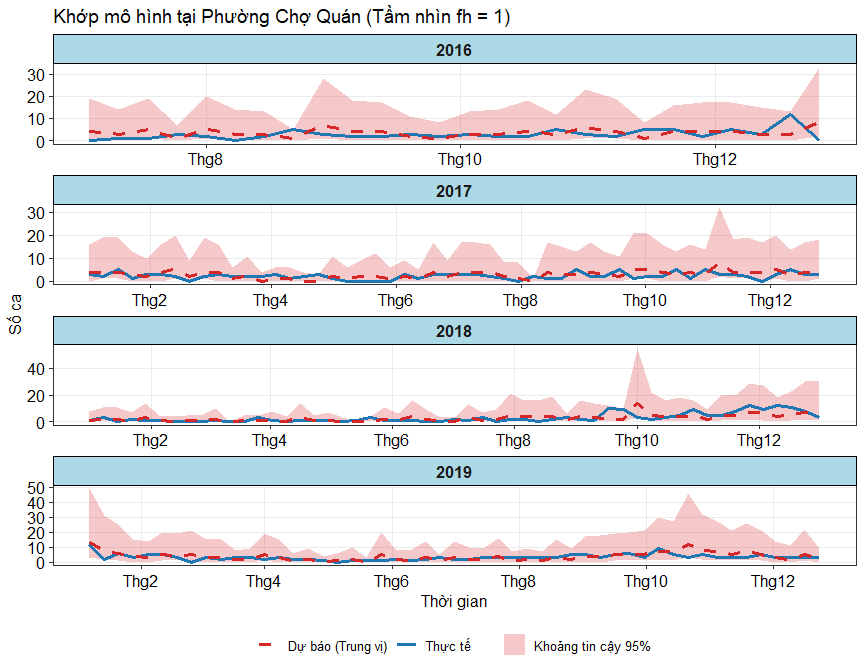 Khớp mô hình tại Phường Chợ Quán (Tầm nhìn fh = 1)
2016
30
20
10
0
Thg8 Thg10 Thg12
2017
30
20
10
0
Thg2 Thg4 Thg6 Thg8 Thg10 Thg12
Số ca
2018
40
20
0
Thg2 Thg4 Thg6 Thg8 Thg10 Thg12
2019
50
40
30
20
10
0
Thg2 Thg4 Thg6 Thg8 Thg10 Thg12
Thời gian
Dự báo (Trung vị) Thực tế Khoảng tin cậy 95%